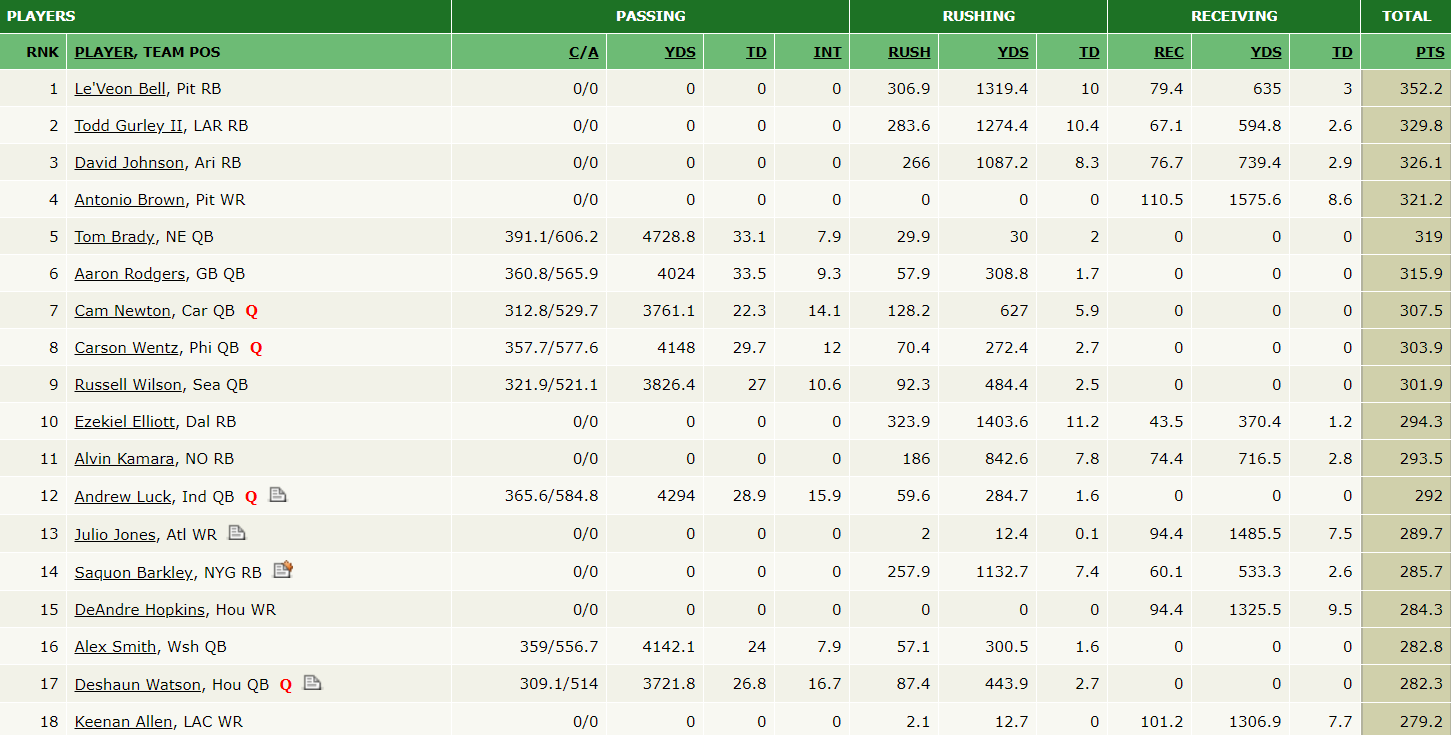 PLAYERS PASSING RUSHING RECEIVING TOTAL
RNK PLAYER, TEAM POS C/A YDS TD INT RUSH YDS TD REC YDS TD PTS
1 Le'Veon Bell, Pit RB 0/0 0 0 0 306.9 1319.4 10 79.4 635 3 352.2
2 Todd Gurley II, LAR RB 0/0 0 0 0 283.6 1274.4 10.4 67.1 594.8 2.6 329.8
3 David Johnson, Ari RB 0/0 0 0 0 266 1087.2 8.3 76.7 739.4 2.9 326.1
4 Antonio Brown, Pit WR 0/0 0 0 0 0 0 0 110.5 1575.6 8.6 321.2
5 Tom Brady, NE QB 391.1/606.2 4728.8 33.1 7.9 29.9 30 2 0 0 0 319
6 Aaron Rodgers, GB QB 360.8/565.9 4024 33.5 9.3 57.9 308.8 1.7 0 0 0 315.9
7 Cam Newton, Car QB Q 312.8/529.7 3761.1 22.3 14.1 128.2 627 5.9 0 0 0 307.5
8 Carson Wentz, Phi QB Q 357.7/577.6 4148 29.7 12 70.4 272.4 2.7 0 0 0 303.9
9 Russell Wilson, Sea QB 321.9/521.1 3826.4 27 10.6 92.3 484.4 2.5 0 0 0 301.9
10 Ezekiel Elliott, Dal RB 0/0 0 0 0 323.9 1403.6 11.2 43.5 370.4 1.2 294.3
11 Alvin Kamara, NO RB 0/0 0 0 0 186 842.6 7.8 74.4 716.5 2.8 293.5
12 Andrew Luck, Ind QB Q 365.6/584.8 4294 28.9 15.9 59.6 284.7 1.6 0 0 0 292
13 Julio Jones, Atl WR 0/0 0 0 0 2 12.4 0.1 94.4 1485.5 7.5 289.7
14 Saquon Barkley, NYG RB 0/0 0 0 0 257.9 1132.7 7.4 60.1 533.3 2.6 285.7
15 DeAndre Hopkins, Hou WR 0/0 0 0 0 0 0 0 94.4 1325.5 9.5 284.3
16 Alex Smith, Wsh QB 359/556.7 4142.1 24 7.9 57.1 300.5 1.6 0 0 0 282.8
17 Deshaun Watson, Hou QB Q 309.1/514 3721.8 26.8 16.7 87.4 443.9 2.7 0 0 0 282.3
18 Keenan Allen, LAC WR 0/0 0 0 0 2.1 12.7 0 101.2 1306.9 7.7 279.2